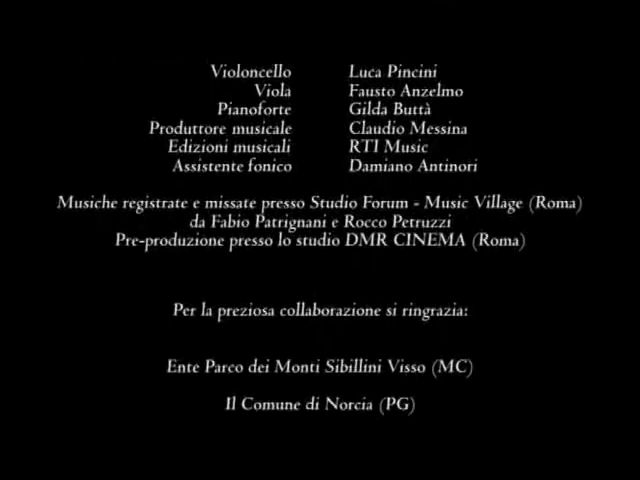 Violoncello Luca Pincini
Viola Fausto Anzelmo
Pianoforte Gilda Buttà
Produttore musicale Claudio Messina
Edizioni musicali RTI Music
Assistente fonico Damiano Antinori
Musiche registrate e missate presso Studio Forum - Music Village (Roma)
da Fabio Patrignani e Rocco Petruzzi
Pre-produzione presso lo studio DMR CINEMA (Roma)
Per la preziosa collaborazione si ringrazia:
Ente Parco dei Monti Sibillini Visso (MC)
Il Comune di Norcia (PG)